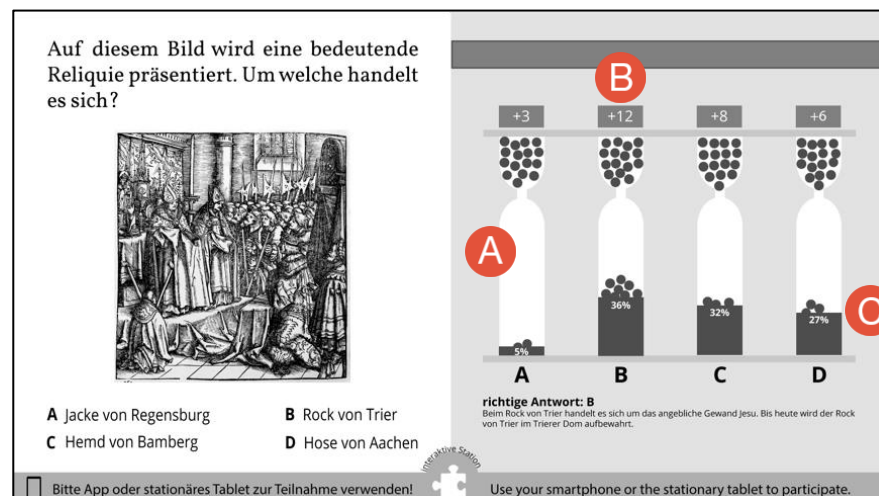 Auf diesem Bild wird eine bedeutende
Reliquie präsentiert. Um welche handelt
es sich?
A Jacke von Regensburg
B Rock von Trier
C Hemd von Bamberg
D Hose von Aachen
B
+3
+12
+8
+6
A
C
5%
36%
32%
27%
A
B
C
D
richtige Antwort: B
Beim Rock von Trier handelt es sich um das angebliche Gewand Jesu. Bis heute wird der Rock
von Trier im Trierer Dom aufbewahrt.
Interaktive Station
Bitte App oder stationäres Tablet zur Teilnahme verwenden!
Use your smartphone or the stationary tablet to participate.